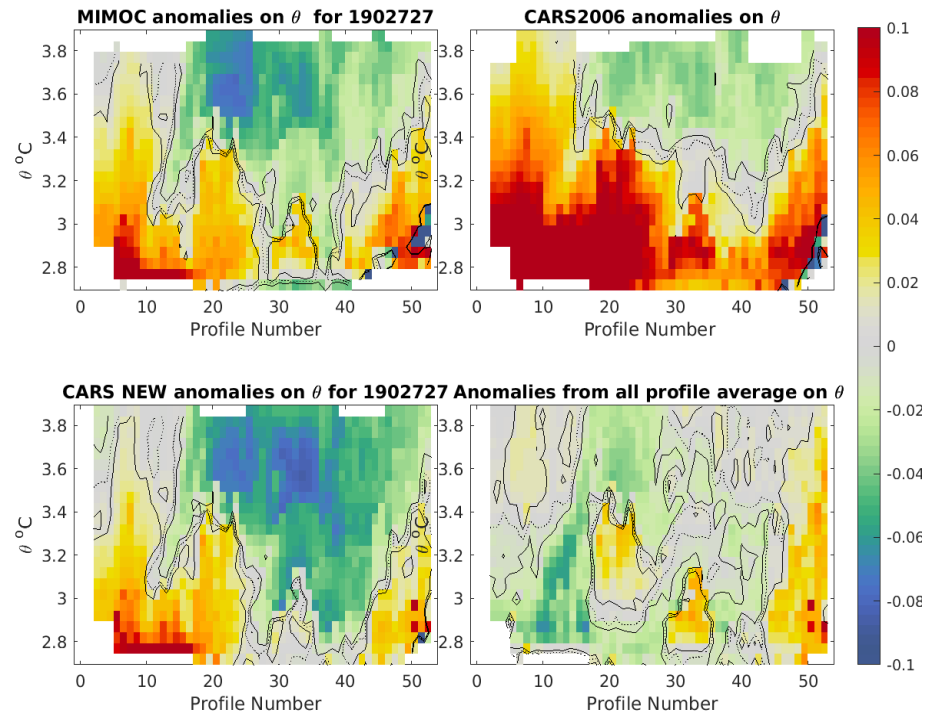 MIMOC anomalies on θ for 1902727
CARS2006 anomalies on θ
3.8
3.6
3.4
3.2
3
2.8
θ °C
0 10 20 30 40 50
Profile Number
3.8
3.6
3.4
3.2
3
2.8
θ °C
0 10 20 30 40 50
Profile Number
CARS NEW anomalies on θ for 1902727
Anomalies from all profile average on θ
3.8
3.6
3.4
3.2
3
2.8
θ °C
0 10 20 30 40 50
Profile Number
3.8
3.6
3.4
3.2
3
2.8
θ °C
0 10 20 30 40 50
Profile Number
0.1
0.08
0.06
0.04
0.02
0
-0.02
-0.04
-0.06
-0.08
-0.1